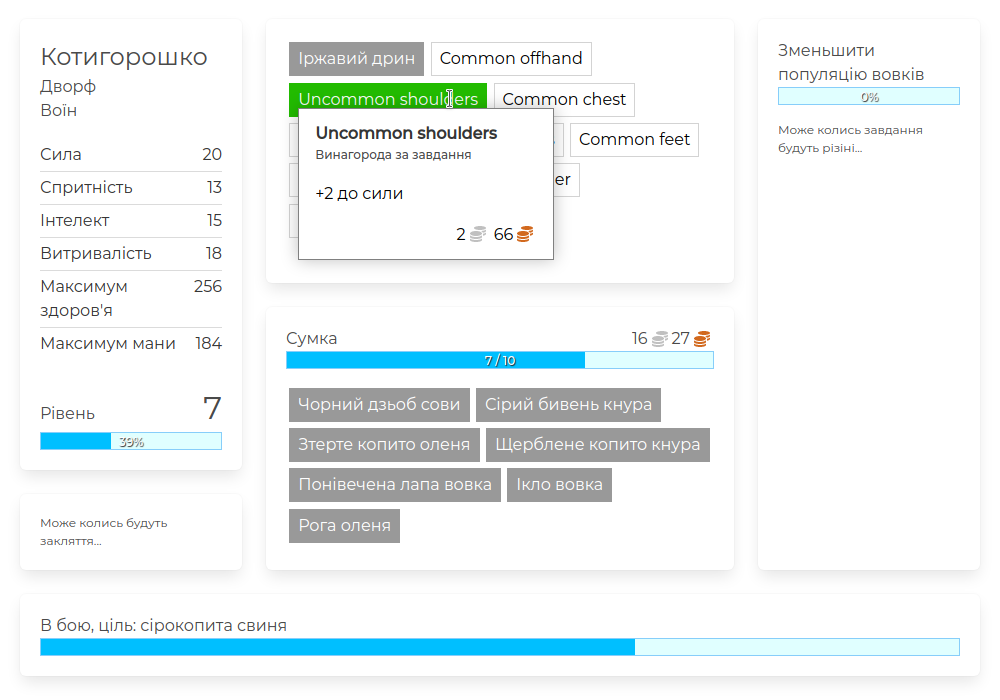 Котигорошко
Дворф
Воїн
Сила 20
Спритність 13
Інтелект 15
Витривалість 18
Максимум 256
здоров'я
Максимум мани 184
Рівень 7
39%
Може колись будуть
закляття...
Іржавий дрин Common offhand
Uncommon shoulders Common chest
Common feet
er
Uncommon shoulders
Винагорода за завдання
+2 до сили
2 66
Сумка 16 27
7 / 10
Чорний дзьоб сови Сірий бивень кнура
Зтерте копито оленя Щерблене копито кнура
Понівечена лапа вовка Ікло вовка
Рога оленя
Зменьшити
популяцію вовків
0%
Може колись завдання
будуть різіні...
В бою, ціль: сірокопита свиня